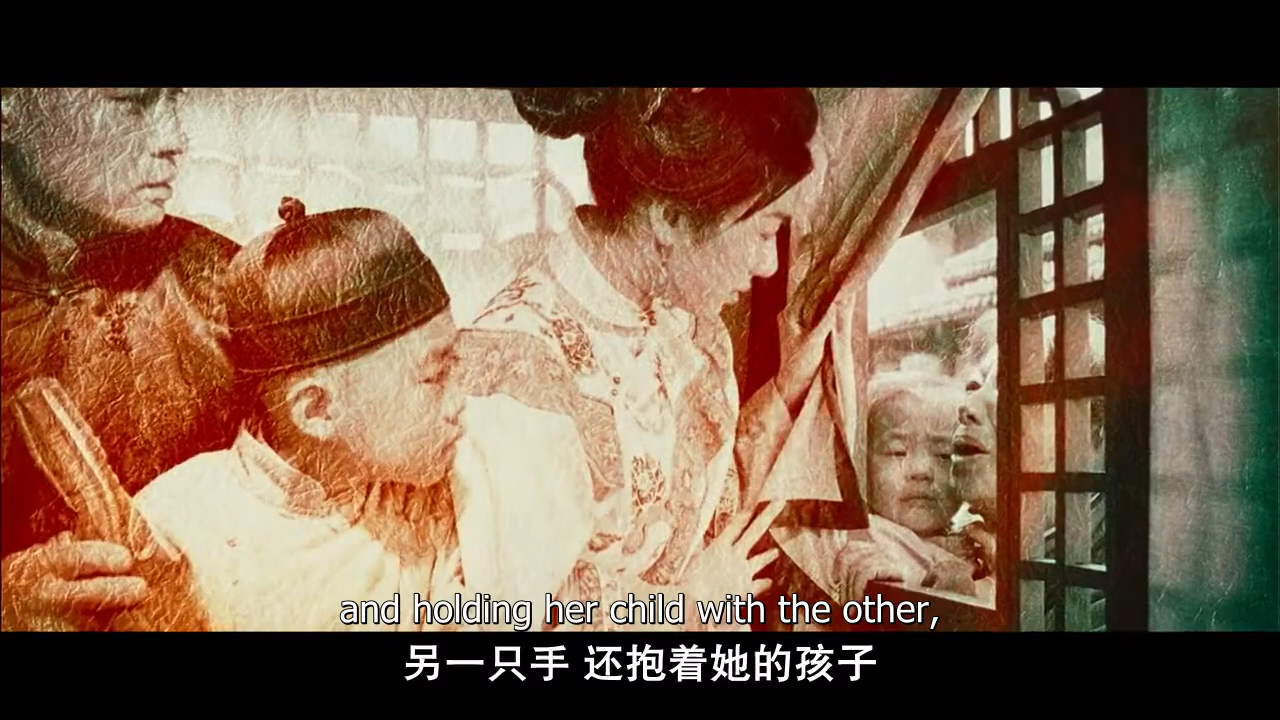 and holding her child with the other,
另一只手 还抱着她的孩子